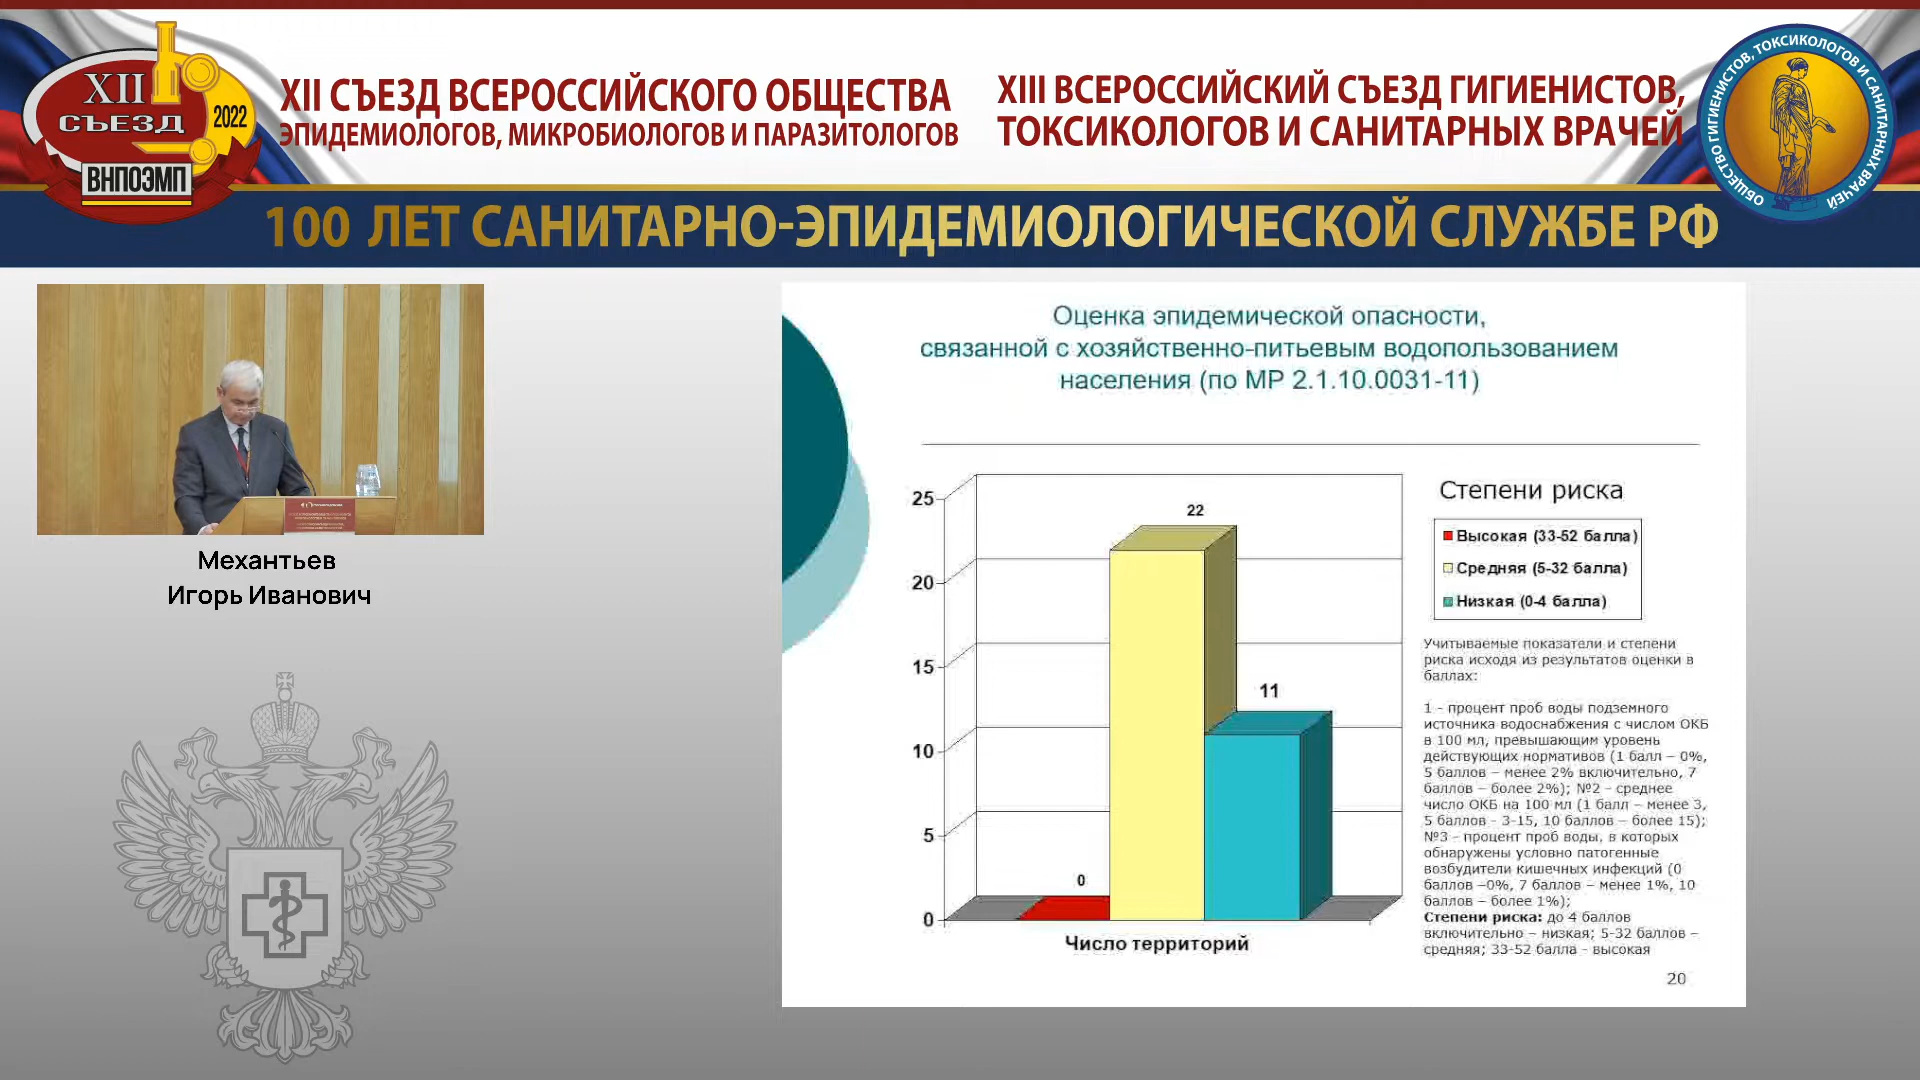 XII СЪЕЗД
2022
ВНПОЭМП
XII СЪЕЗД ВСЕРОССИЙСКОГО ОБЩЕСТВА
ЭПИДЕМИОЛОГОВ, МИКРОБИОЛОГОВ И ПАРАЗИТОЛОГОВ
XIII ВСЕРОССИЙСКИЙ СЪЕЗД ГИГИЕНИСТОВ,
ТОКСИКОЛОГОВ И САНИТАРНЫХ ВРАЧЕЙ
ОБЩЕСТВО ГИГИЕНИСТОВ, ТОКСИКОЛОГОВ И САНИТАРНЫХ ВРАЧЕЙ
100 ЛЕТ САНИТАРНО-ЭПИДЕМИОЛОГИЧЕСКОЙ СЛУЖБЕ РФ
Механтьев
Игорь Иванович
Оценка эпидемической опасности,
связанной с хозяйственно-питьевым водопользованием
населения (по МР 2.1.10.0031-11)
25
20
15
10
5
0
0
22
11
Число территорий
Степени риска
Высокая (33-52 балла)
Средняя (5-32 балла)
Низкая (0-4 балла)
Учитываемые показатели и степени
риска исходя из результатов оценки в
баллах:
1 - процент проб воды подземного
источника водоснабжения с числом ОКБ
в 100 мл, превышающим уровень
действующих нормативов (1 балл – 0%,
5 баллов – менее 2% включительно, 7
баллов – более 2%); №2 - среднее
число ОКБ на 100 мл (1 балл – менее 3,
5 баллов - 3-15, 10 баллов – более 15);
№3 - процент проб воды, в которых
обнаружены условно патогенные
возбудители кишечных инфекций (0
баллов –0%, 7 баллов – менее 1%, 10
баллов – более 1%);
Степени риска: до 4 баллов
включительно – низкая; 5-32 баллов –
средняя; 33-52 балла - высокая
20